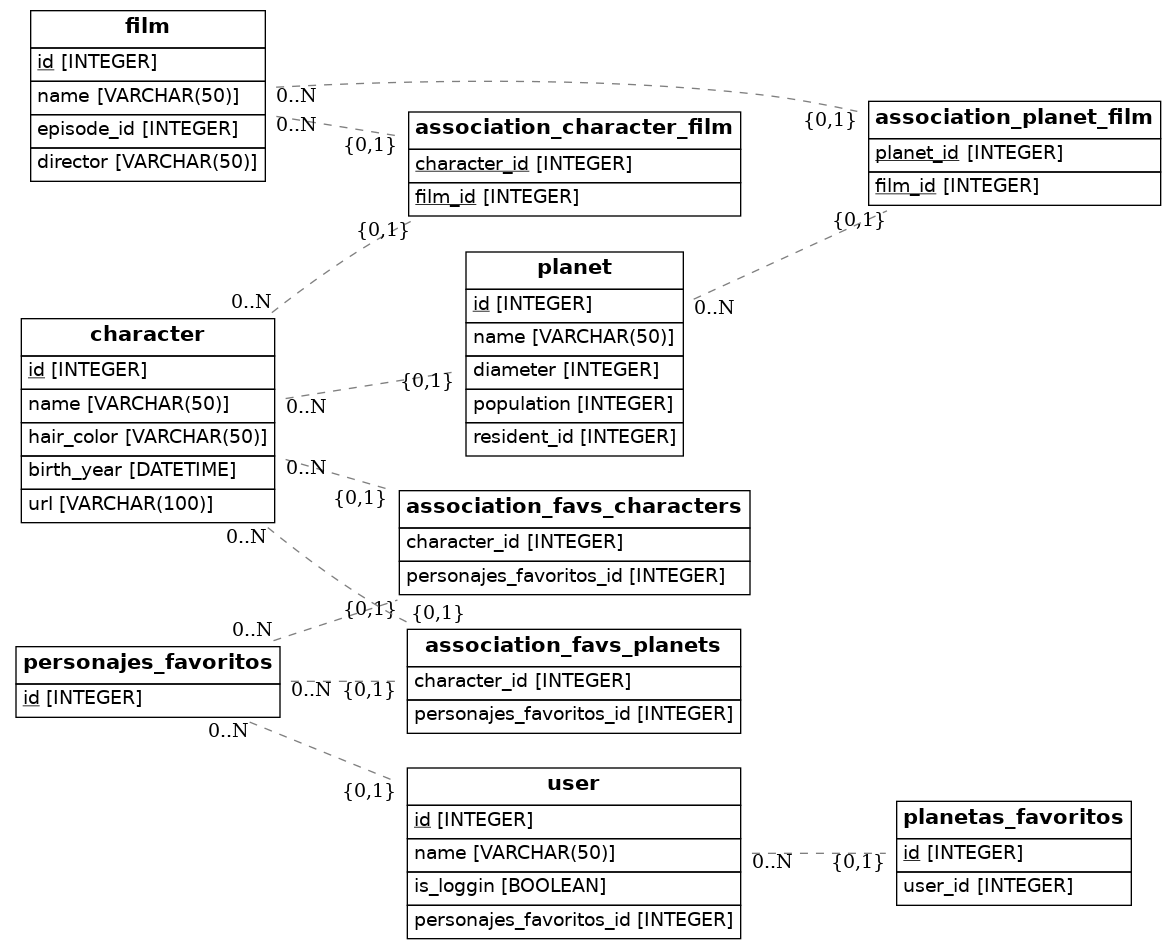 film
id [INTEGER]
name [VARCHAR(50)]
episode_id [INTEGER]
director [VARCHAR(50)]
0..N
{0,1}
0..N
{0,1}
association_character_film
character_id [INTEGER]
film_id [INTEGER]
association_planet_film
planet_id [INTEGER]
film_id [INTEGER]
{0,1}
0..N
{0,1}
0..N
planet
id [INTEGER]
name [VARCHAR(50)]
diameter [INTEGER]
population [INTEGER]
resident_id [INTEGER]
character
id [INTEGER]
name [VARCHAR(50)]
hair_color [VARCHAR(50)]
birth_year [DATETIME]
url [VARCHAR(100)]
0..N
{0,1}
0..N
{0,1}
association_favs_characters
character_id [INTEGER]
personajes_favoritos_id [INTEGER]
0..N
{0,1}
0..N
{0,1}
association_favs_planets
character_id [INTEGER]
personajes_favoritos_id [INTEGER]
personajes_favoritos
id [INTEGER]
0..N
{0,1}
0..N
{0,1}
user
id [INTEGER]
name [VARCHAR(50)]
is_loggin [BOOLEAN]
personajes_favoritos_id [INTEGER]
0..N
{0,1}
planetas_favoritos
id [INTEGER]
user_id [INTEGER]